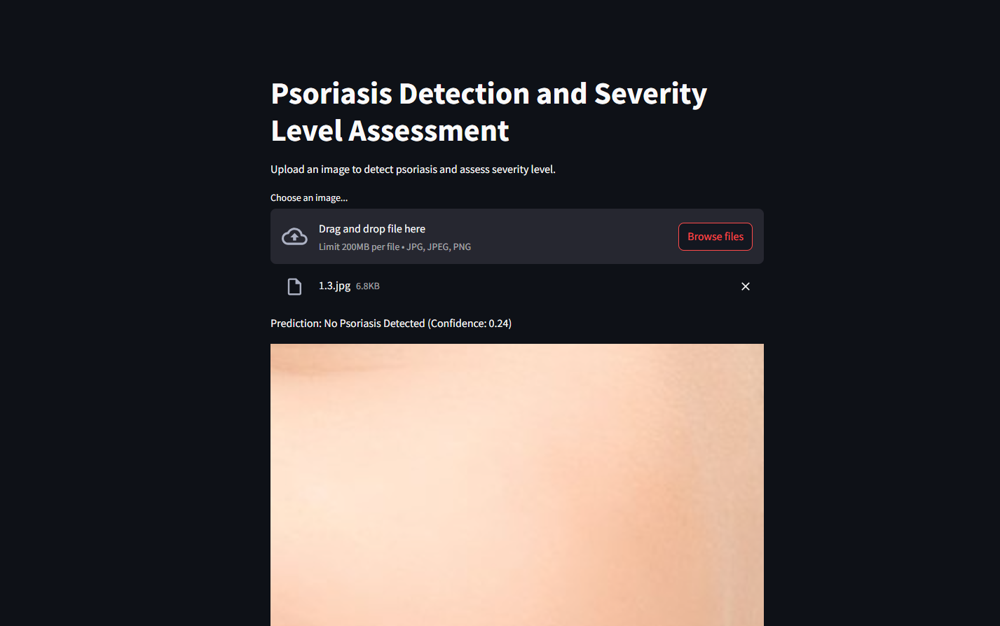 Psoriasis Detection and Severity
Level Assessment
Upload an image to detect psoriasis and assess severity level.
Choose an image...
Drag and drop file here
Limit 200MB per file • JPG, JPEG, PNG
Browse files
1.3.jpg 6.8KB
Prediction: No Psoriasis Detected (Confidence: 0.24)